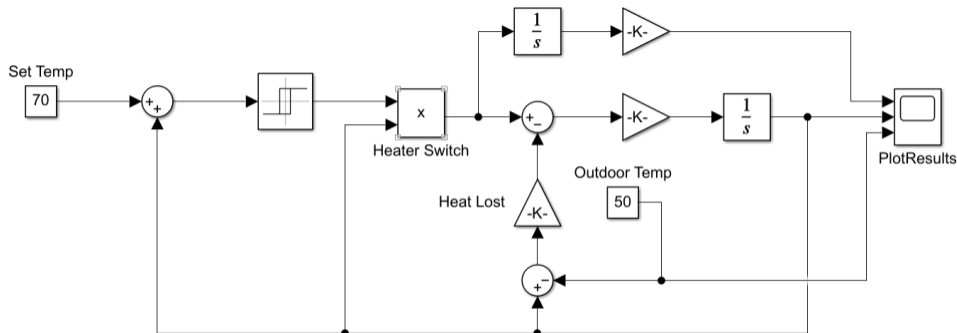 1
s
-K-
Set Temp
70
+
+
x
Heater Switch
+
−
-K-
1
s
PlotResults
Heat Lost
-K-
Outdoor Temp
50
+
−